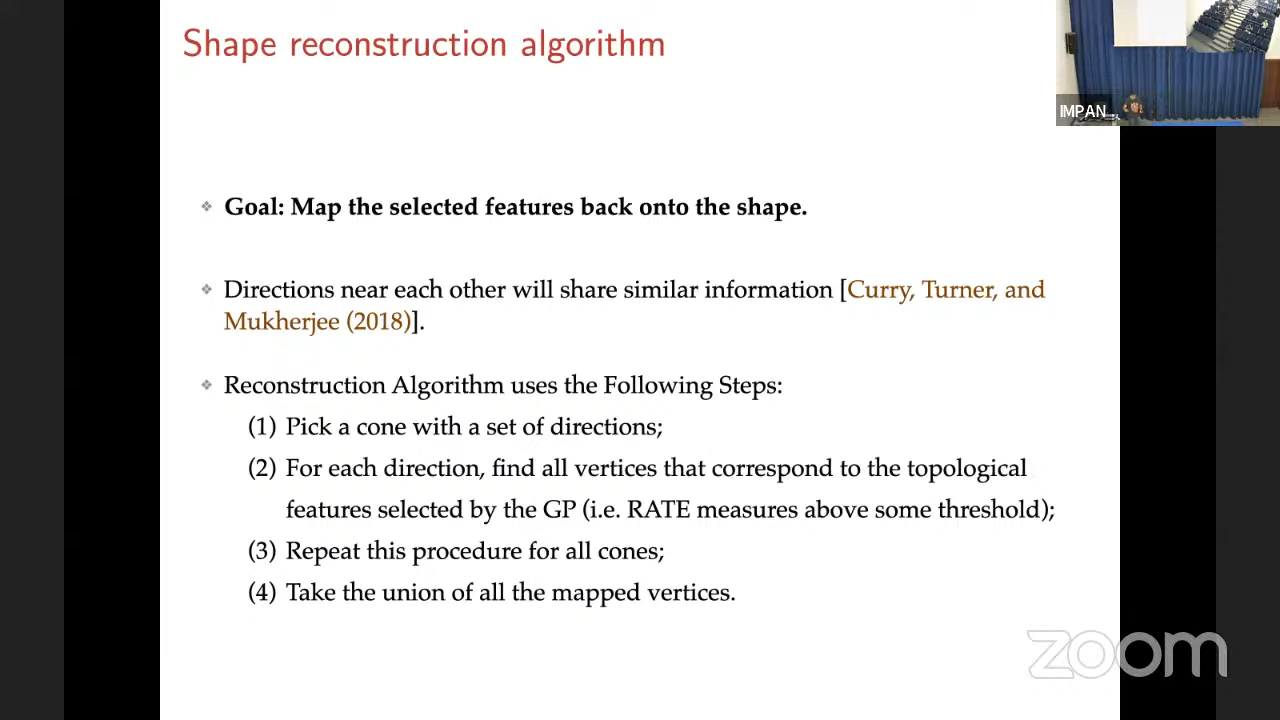 Shape reconstruction algorithm
IMPAN ...
Goal: Map the selected features back onto the shape.
Directions near each other will share similar information [Curry, Turner, and
Mukherjee (2018)].
Reconstruction Algorithm uses the Following Steps:
(1) Pick a cone with a set of directions;
(2) For each direction, find all vertices that correspond to the topological
features selected by the GP (i.e. RATE measures above some threshold);
(3) Repeat this procedure for all cones;
(4) Take the union of all the mapped vertices.
zoom